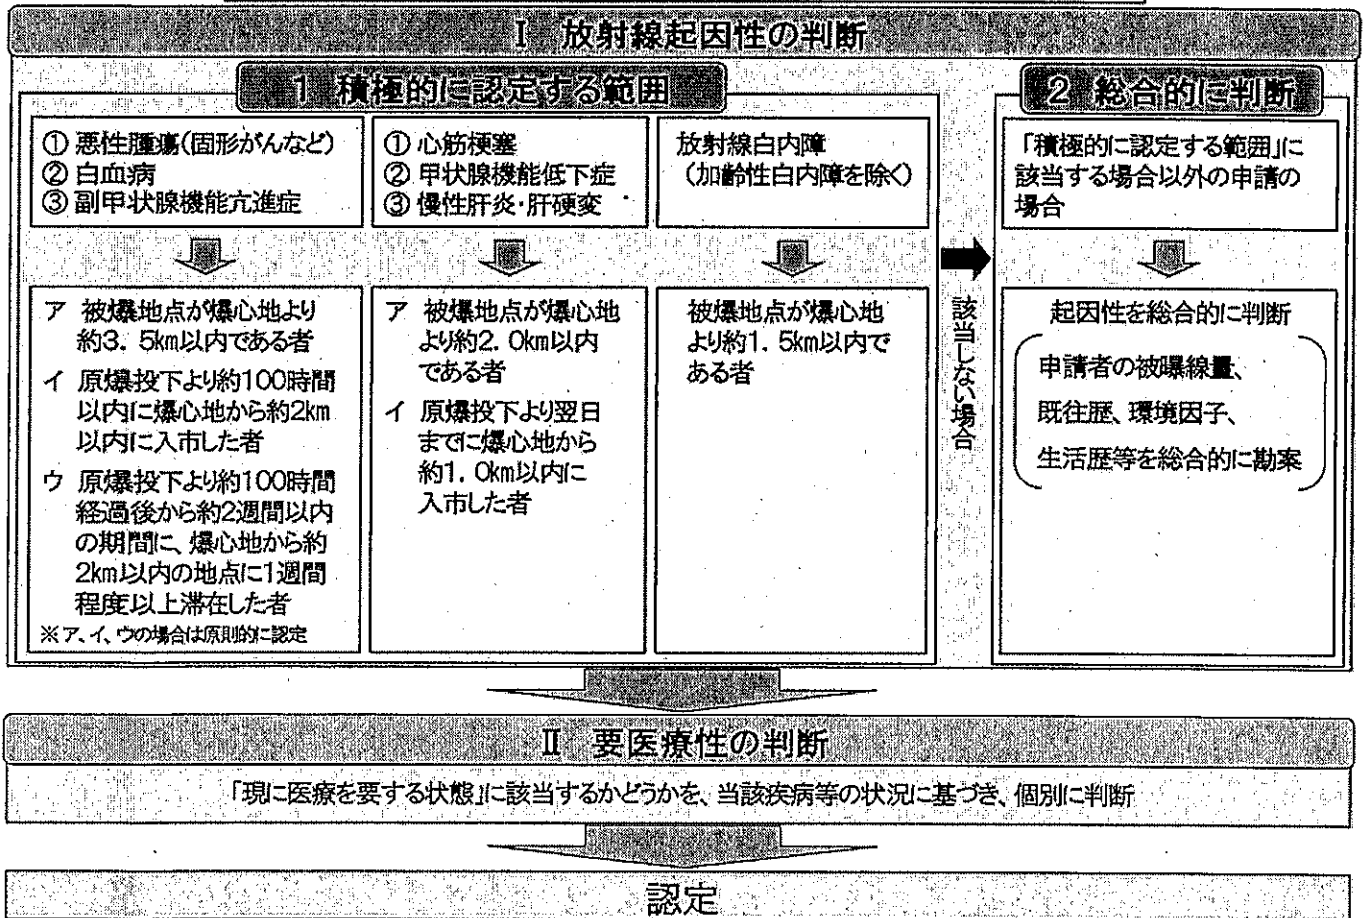 Ⅰ 放射線起因性の判断
1 積極的に認定する範囲
① 悪性腫瘍(固形がんなど)
② 白血病
③ 副甲状腺機能亢進症
ア 被爆地点が爆心地より
約3.5km以内である者
イ 原爆投下より約100時間
以内に爆心地から約2km
以内に入市した者
ウ 原爆投下より約100時間
経過後から約2週間以内
の期間に、爆心地から約
2km以内の地点に1週間
程度以上滞在した者
※ア、イ、ウの場合は原則的に認定
① 心筋梗塞
② 甲状腺機能低下症
③ 慢性肝炎・肝硬変
ア 被爆地点が爆心地
より約2.0km以内
である者
イ 原爆投下より翌日
までに爆心地から
約1.0km以内に
入市した者
放射線白内障
(加齢性白内障を除く)
被爆地点が爆心地
より約1.5km以内で
ある者
該当しない場合
2 総合的に判断
「積極的に認定する範囲」に
該当する場合以外の申請の
場合
起因性を総合的に判断
申請者の被曝線量、
既往歴、環境因子、
生活歴等を総合的に勘案
Ⅱ 要医療性の判断
「現に医療を要する状態」に該当するかどうかを、当該疾病等の状況に基づき、個別に判断
認定